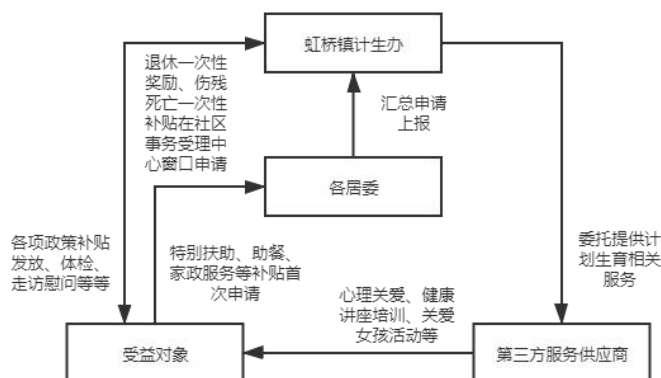 虹桥镇计生办
退休一次性
奖励、伤残
死亡一次性
补贴在社区
事务受理中
心窗口申请
汇总申请
上报
各居委
各项政策补贴
发放、体检、
走访慰问等等
特别扶助、助餐、
家政服务等补贴首
次申请
委托提供计
划生育相关
服务
心理关爱、健康
讲座培训、关爱
女孩活动等
受益对象
第三方服务供应商